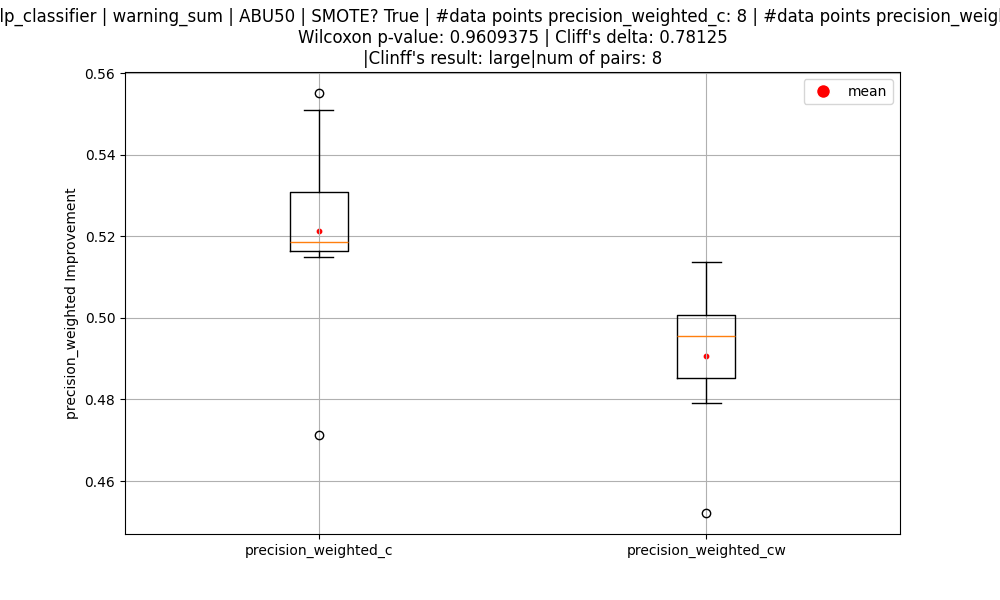 lp_classifier | warning_sum | ABU50 | SMOTE? True | #data points precision_weighted_c: 8 | #data points
Wilcoxon p-value: 0.9609375 | Cliff's delta: 0.78125
|Clinff's result: large|num of pairs: 8
mean
0.56
0.54
0.52
0.50
0.48
0.46
precision_weighted Improvement
precision_weighted_c
precision_weighted_cw